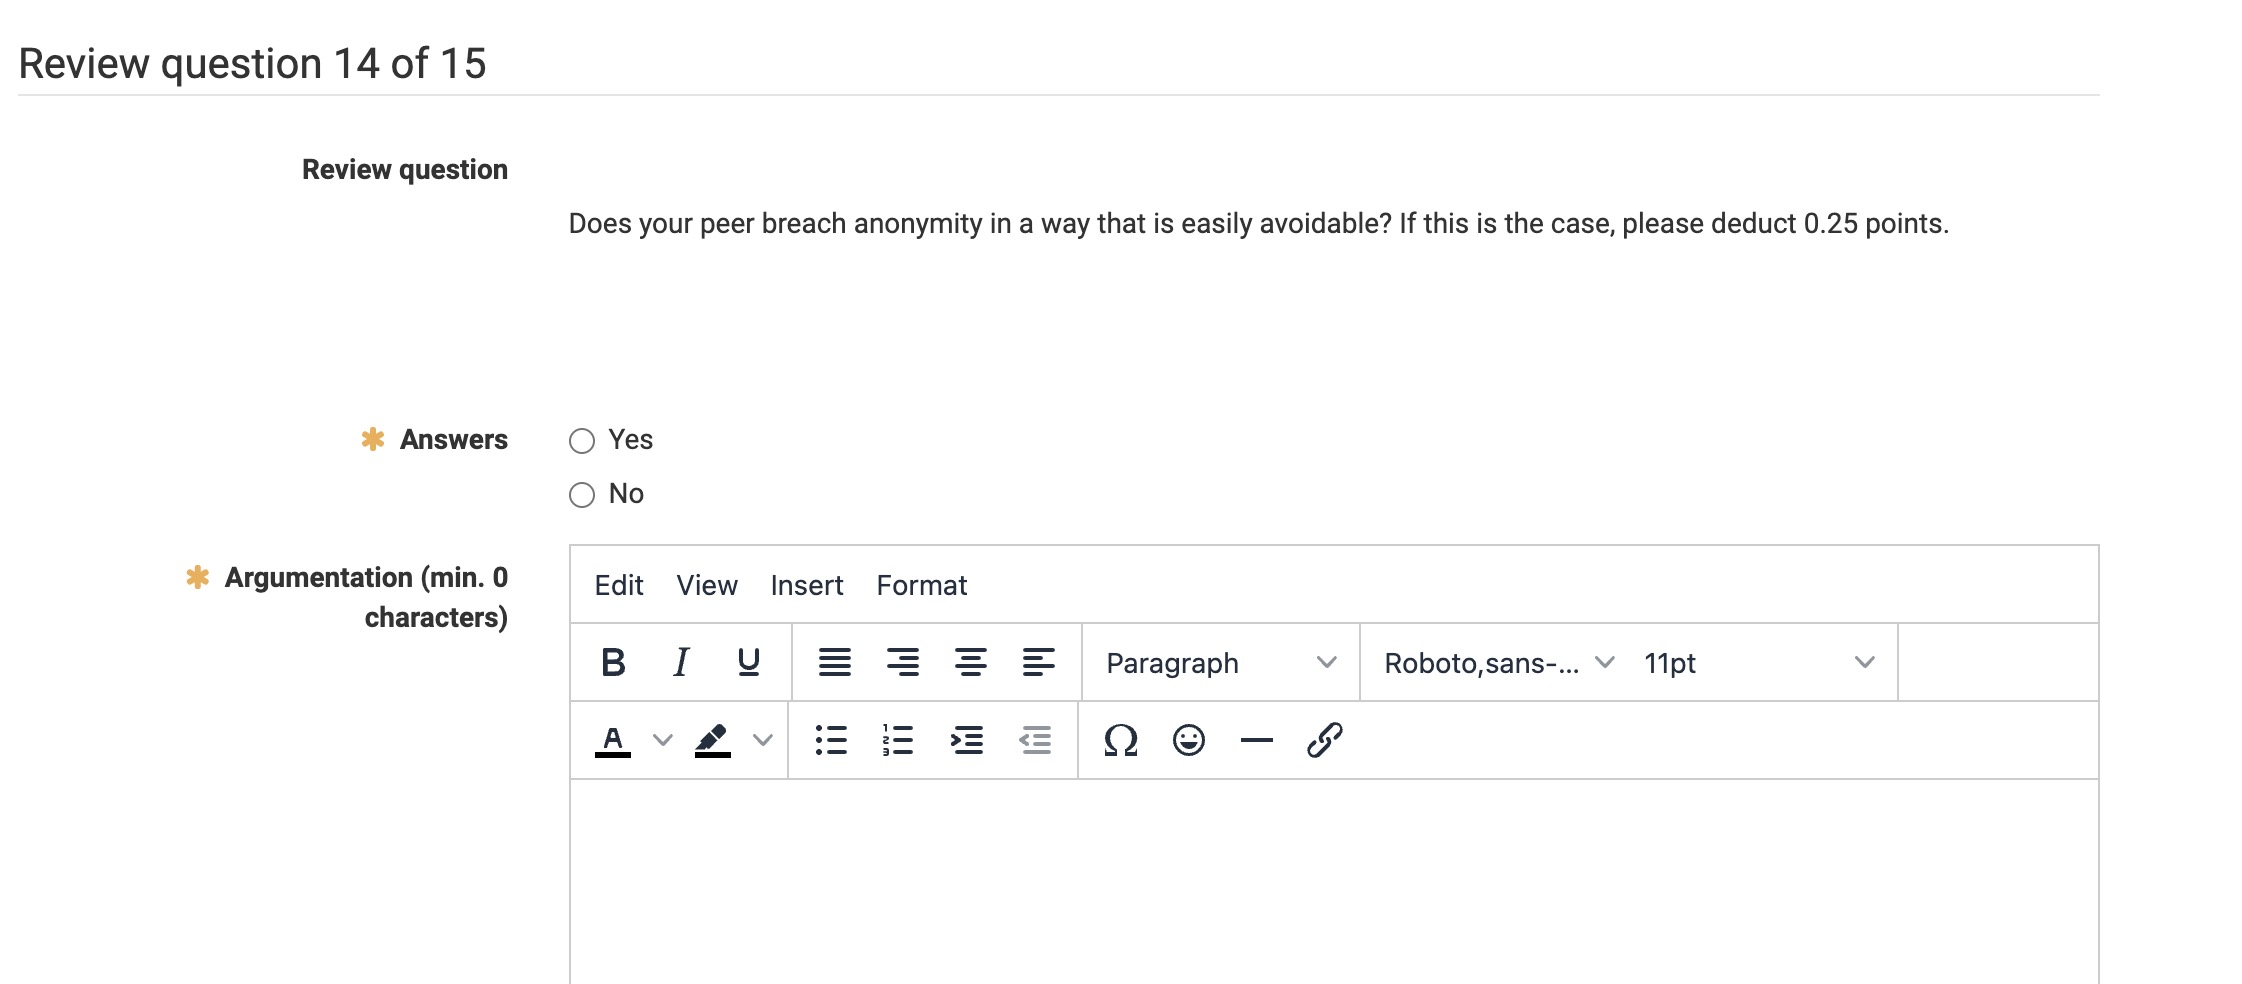 Review question 14 of 15
Review question
Does your peer breach anonymity in a way that is easily avoidable? If this is the case, please deduct 0.25 points.
✱ Answers
Yes
No
✱ Argumentation (min. 0
characters)
Edit View Insert Format
B I U Paragraph Roboto,sans-... 11pt
A Ω